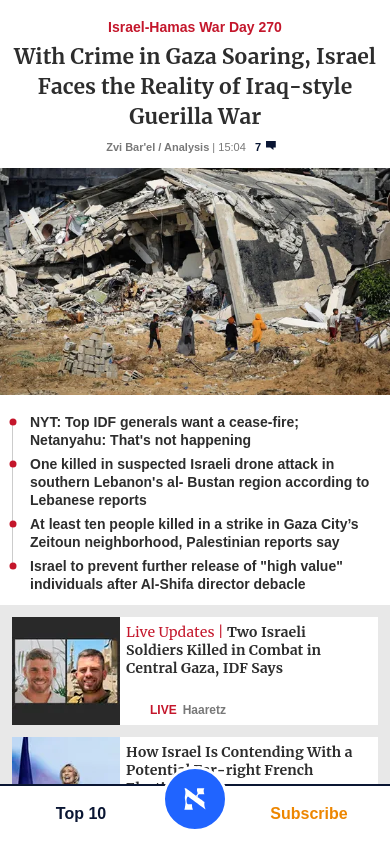 Israel-Hamas War Day 270
With Crime in Gaza Soaring, Israel
Faces the Reality of Iraq-style
Guerilla War
Zvi Bar'el / Analysis | 15:04 7
NYT: Top IDF generals want a cease-fire;
Netanyahu: That's not happening
One killed in suspected Israeli drone attack in
southern Lebanon's al- Bustan region according to
Lebanese reports
At least ten people killed in a strike in Gaza City’s
Zeitoun neighborhood, Palestinian reports say
Israel to prevent further release of "high value"
individuals after Al-Shifa director debacle
Live Updates | Two Israeli
Soldiers Killed in Combat in
Central Gaza, IDF Says
LIVE Haaretz
How Israel Is Contending With a
Potential Far-right French
Top 10
Subscribe